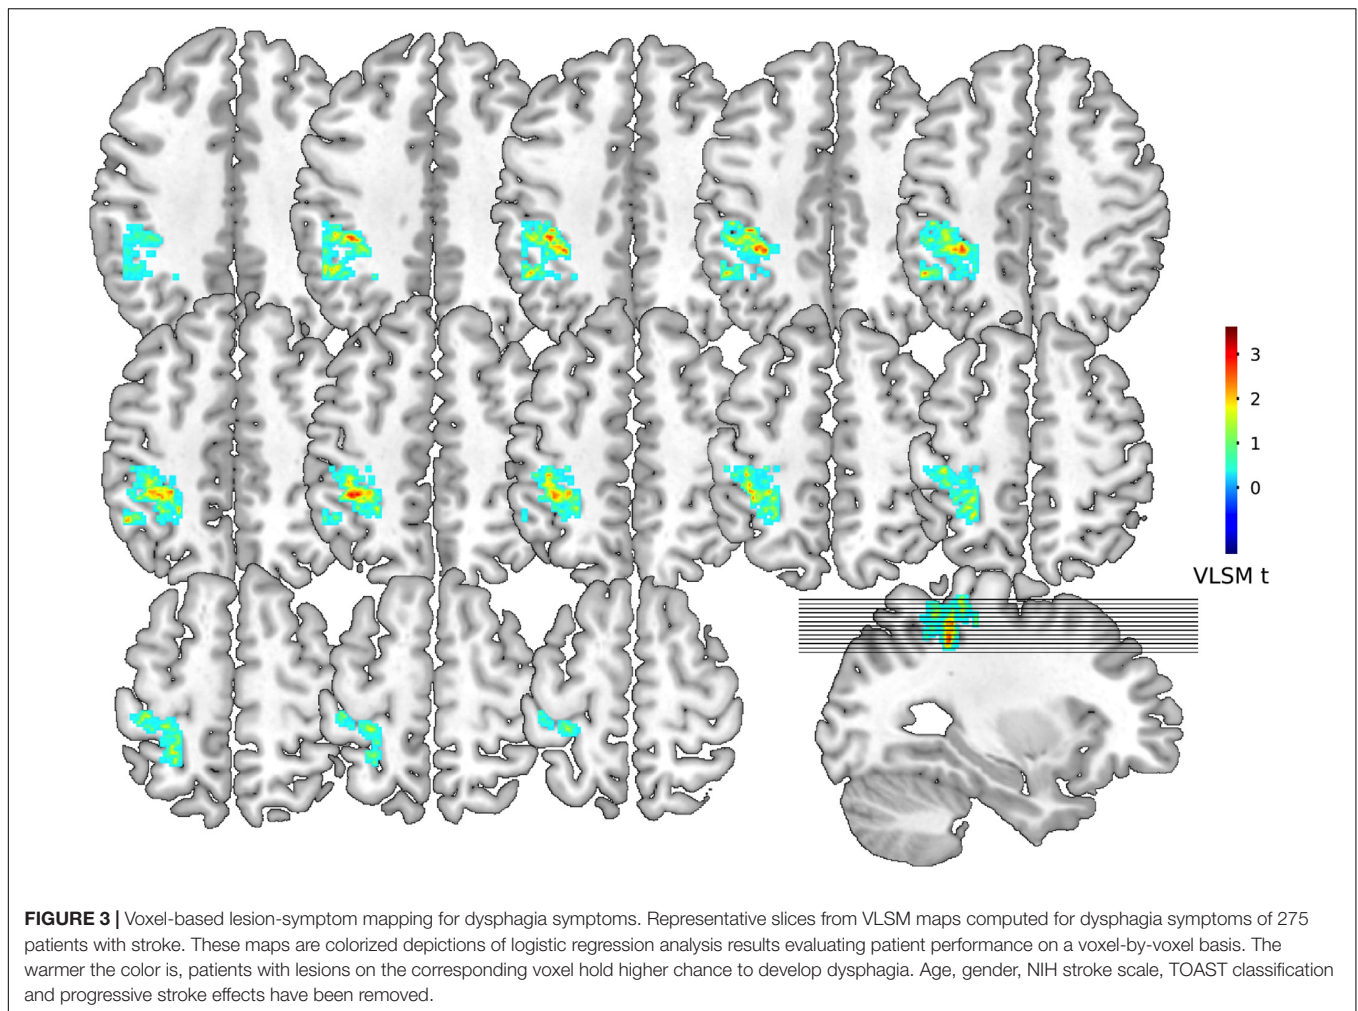 3
2
1
0
VLSM t
FIGURE 3 | Voxel-based lesion-symptom mapping for dysphagia symptoms. Representative slices from VLSM maps computed for dysphagia symptoms of 275
patients with stroke. These maps are colorized depictions of logistic regression analysis results evaluating patient performance on a voxel-by-voxel basis. The
warmer the color is, patients with lesions on the corresponding voxel hold higher chance to develop dysphagia. Age, gender, NIH stroke scale, TOAST classification
and progressive stroke effects have been removed.